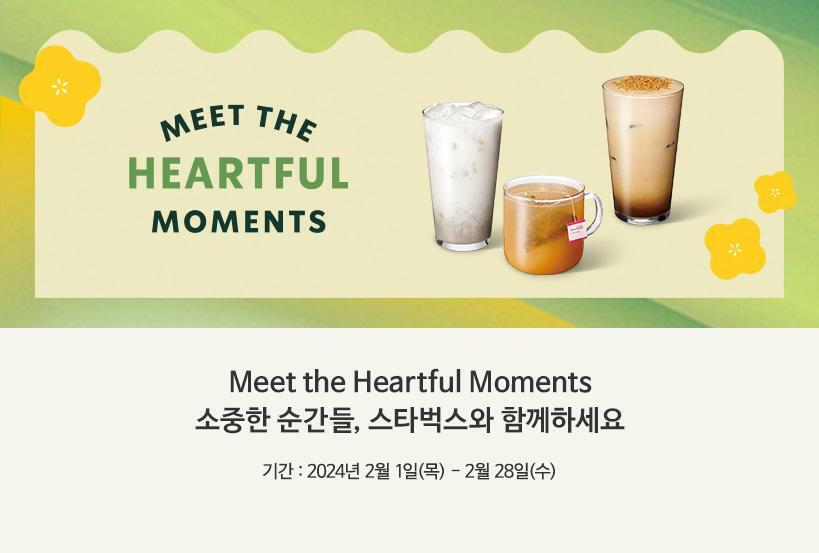 MEET THE
HEARTFUL
MOMENTS
Meet the Heartful Moments
소중한 순간들, 스타벅스와 함께하세요
기간 : 2024년 2월 1일(목) - 2월 28일(수)